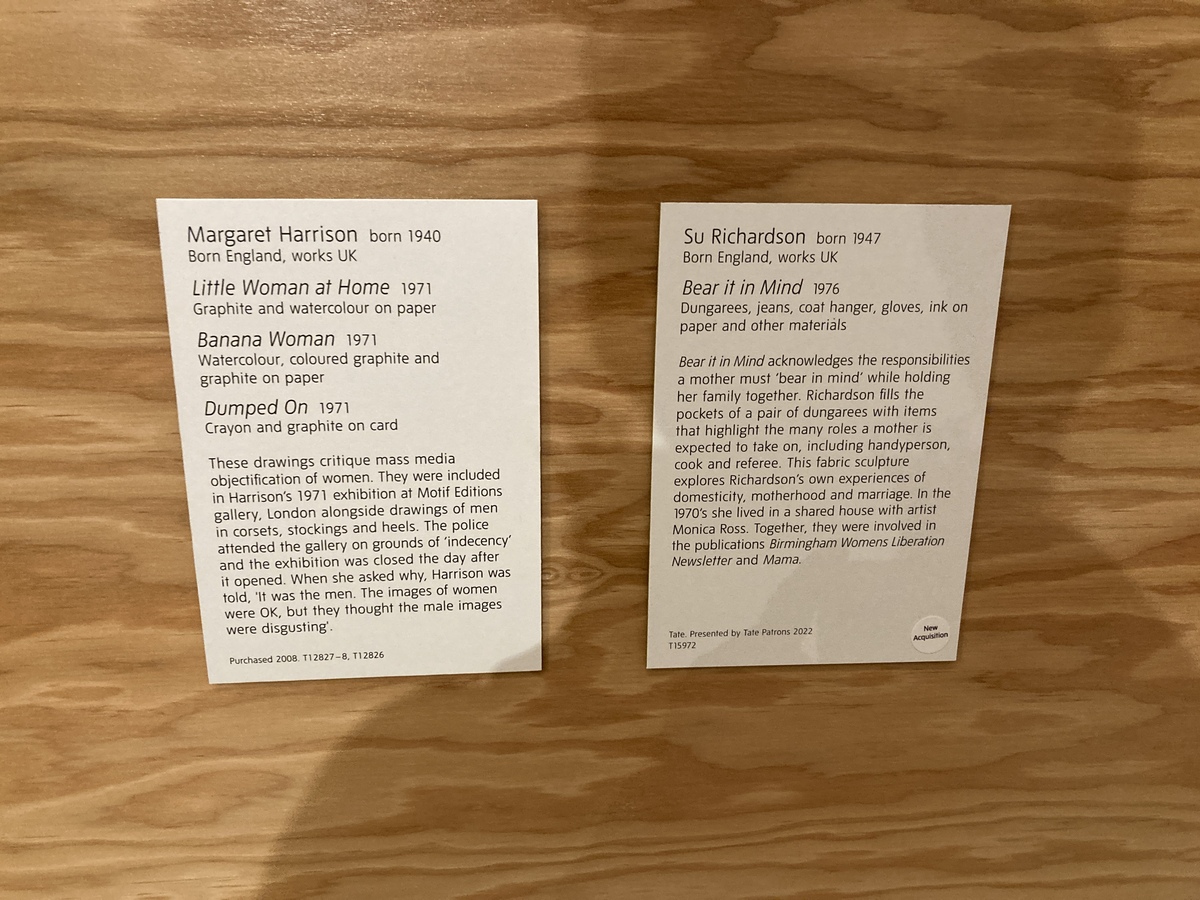 Margaret Harrison born 1940
Born England, works UK
Little Woman at Home 1971
Graphite and watercolour on paper
Banana Woman 1971
Watercolour, coloured graphite and
graphite on paper
Dumped On 1971
Crayon and graphite on card
These drawings critique mass media
objectification of women. They were included
in Harrison's 1971 exhibition at Motif Editions
gallery, London alongside drawings of men
in corsets, stockings and heels. The police
attended the gallery on grounds of 'indecency'
and the exhibition was closed the day after
it opened. When she asked why, Harrison was
told, 'It was the men. The images of women
were OK, but they thought the male images
were disgusting'.
Purchased 2008. T12827–8, T12826
Su Richardson born 1947
Born England, works UK
Bear it in Mind 1976
Dungarees, jeans, coat hanger, gloves, ink on
paper and other materials
Bear it in Mind acknowledges the responsibilities
a mother must 'bear in mind' while holding
her family together. Richardson fills the
pockets of a pair of dungarees with items
that highlight the many roles a mother is
expected to take on, including handyperson,
cook and referee. This fabric sculpture
explores Richardson's own experiences of
domesticity, motherhood and marriage. In the
1970's she lived in a shared house with artist
Monica Ross. Together, they were involved in
the publications Birmingham Womens Liberation
Newsletter and Mama.
Tate. Presented by Tate Patrons 2022
T15972
New
Acquisition